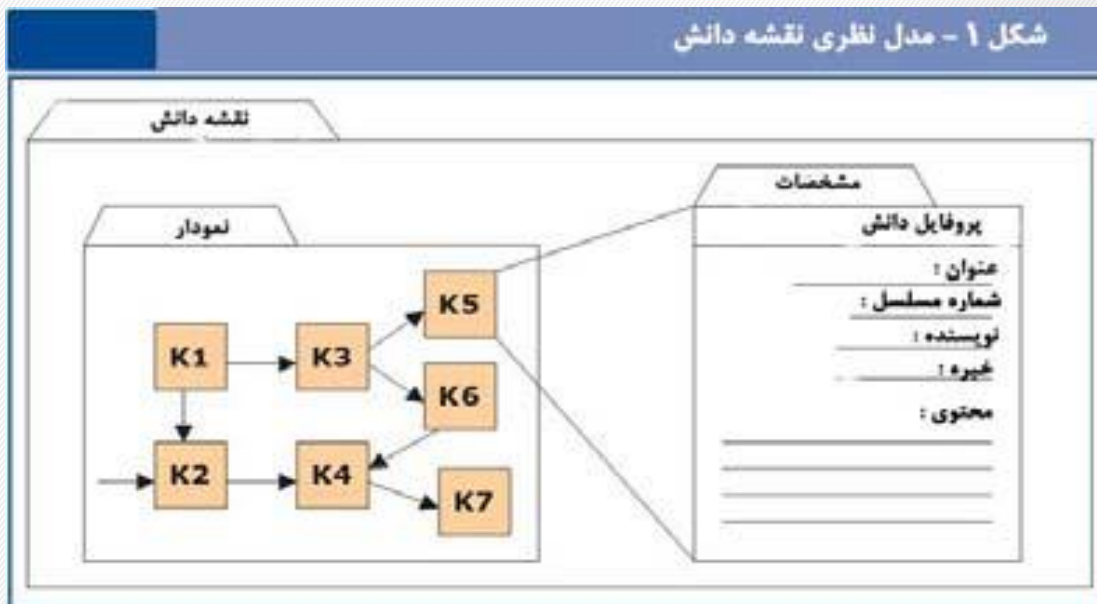 شکل ۱ - مدل نظری نقشه دانش
نقشه دانش
مشخصات
نمودار
پروفایل دانش
عنوان :
شماره مسلسل :
نویسنده :
خبره :
محتوی :
K5
K1
K3
K6
K2
K4
K7